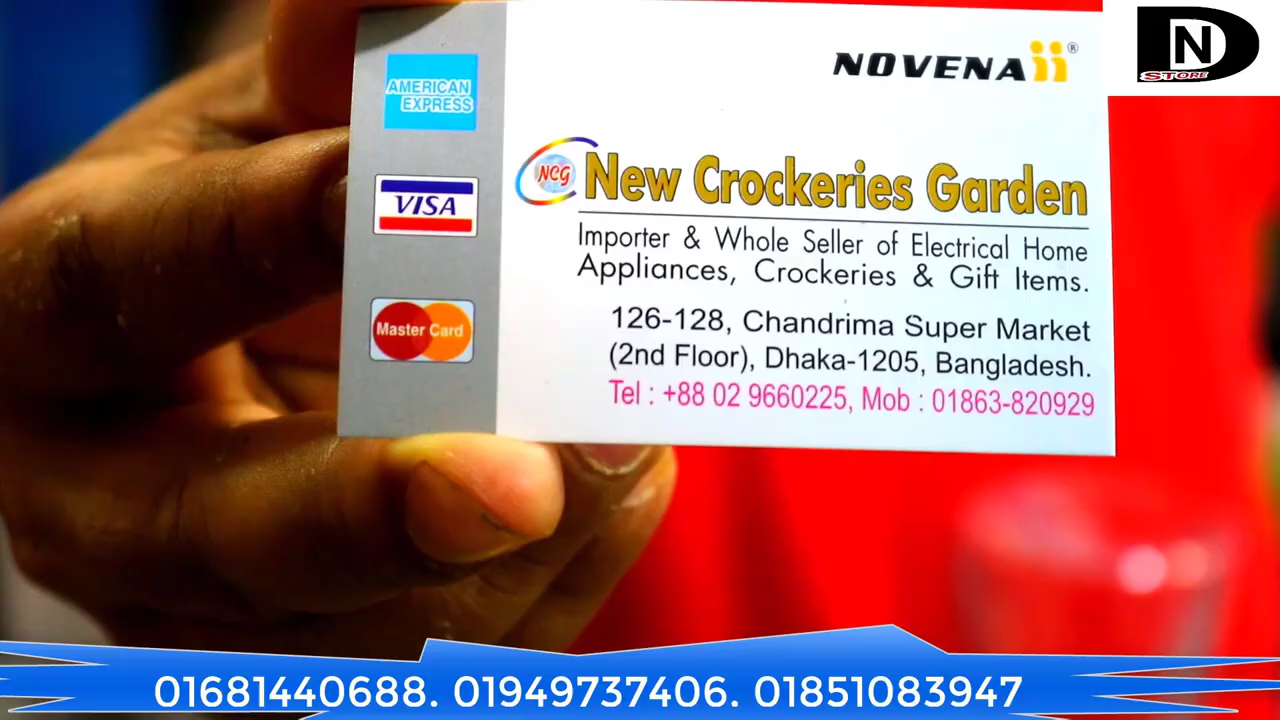 AMERICAN
EXPRESS
VISA
Master Card
NOVENA ii ®
DN
STORE
NCG New Crockeries Garden
Importer & Whole Seller of Electrical Home
Appliances, Crockeries & Gift Items.
126-128, Chandrima Super Market
(2nd Floor), Dhaka-1205, Bangladesh.
Tel : +88 02 9660225, Mob : 01863-820929
01681440688. 01949737406. 01851083947